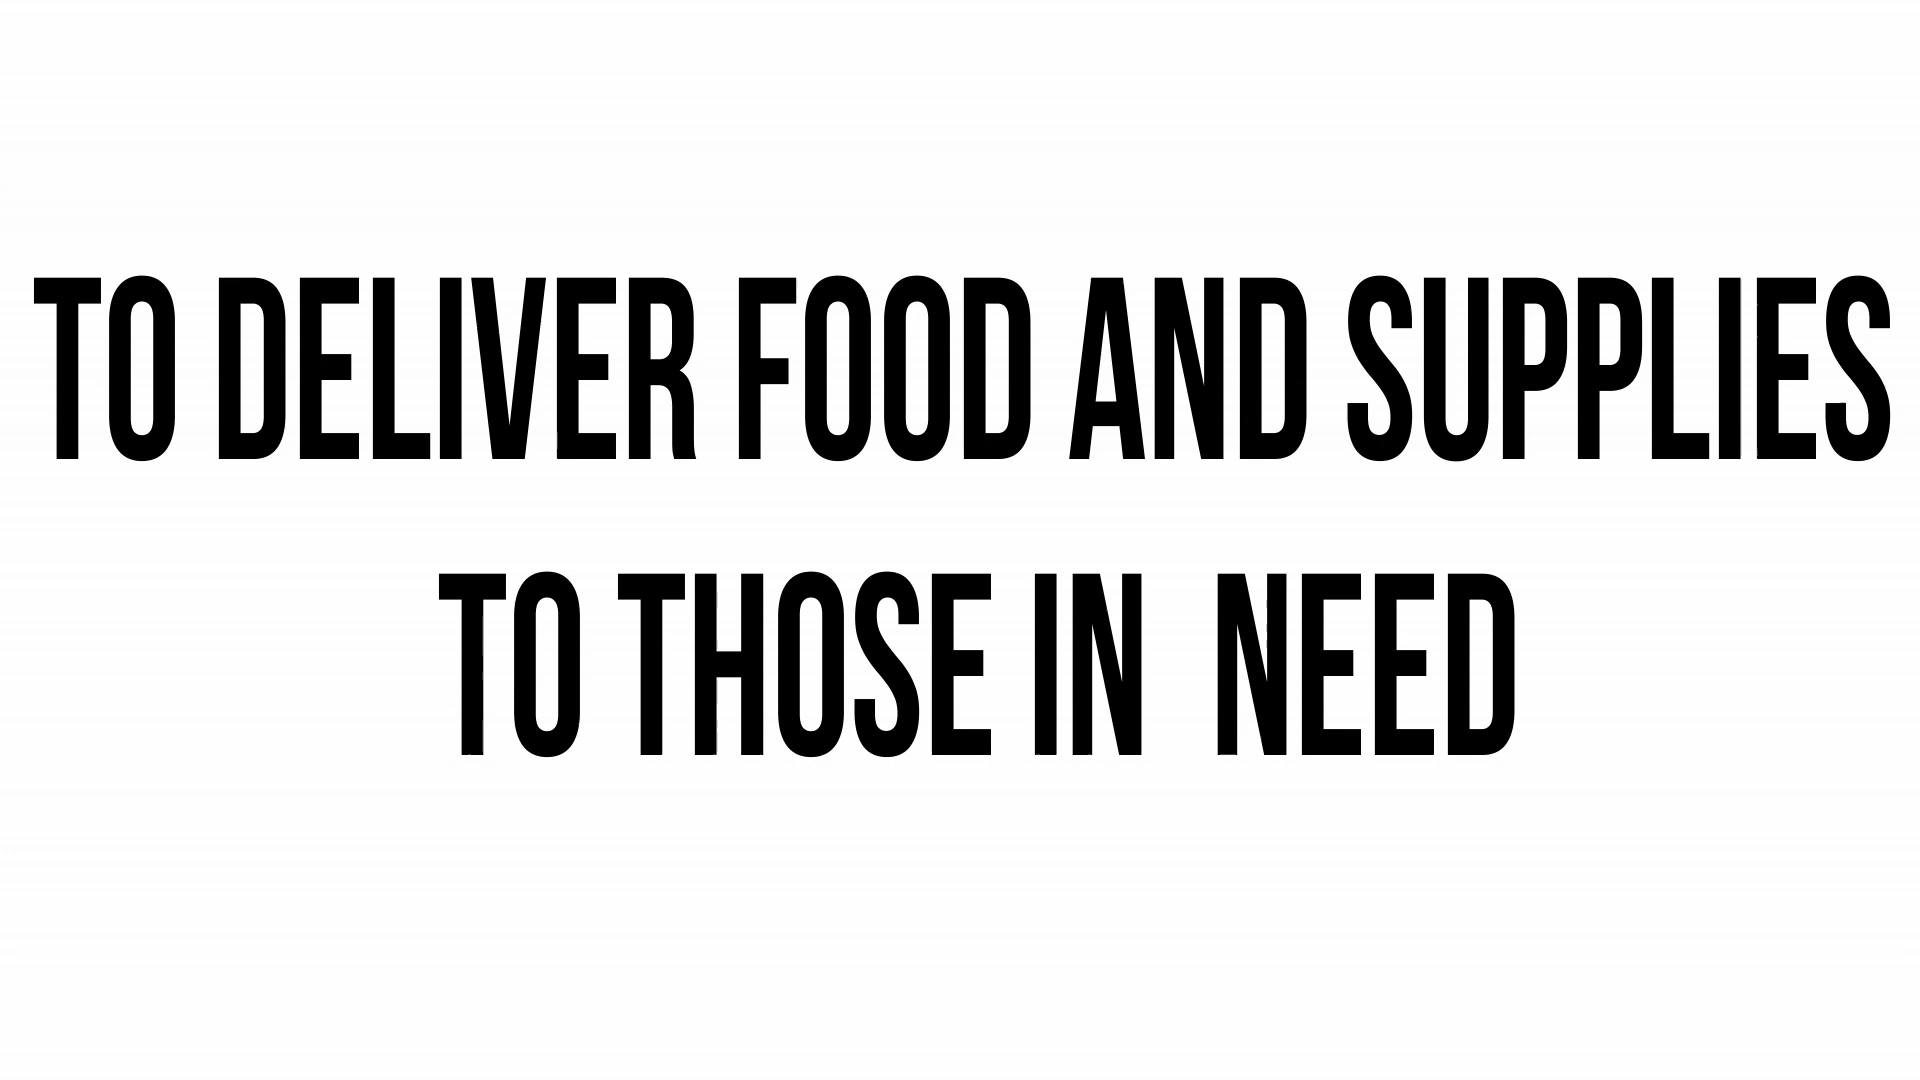 TO DELIVER FOOD AND SUPPLIES
TO THOSE IN  NEED